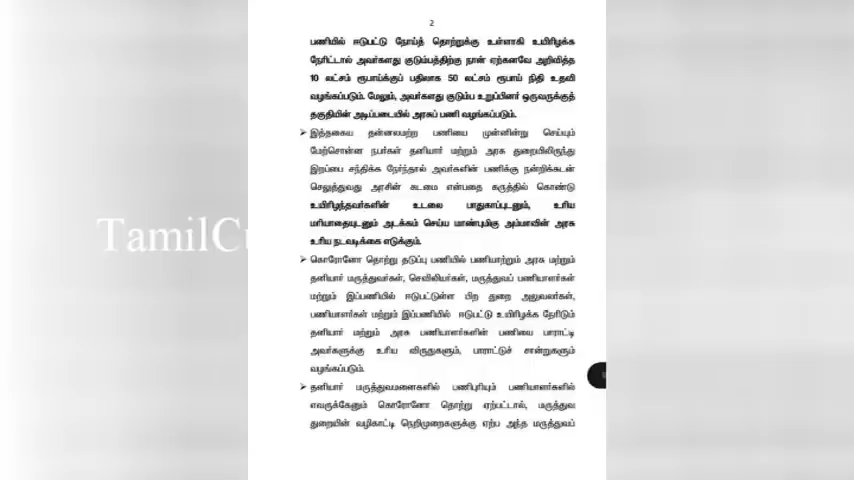 2
பணியில் ஈடுபட்டு நோய்த் தொற்றுக்கு உள்ளாகி உயிரிழக்க
நேரிட்டால் அவர்களது குடும்பத்திற்கு நான் ஏற்கனவே அறிவித்த
10 லட்சம் ரூபாய்க்குப் பதிலாக 50 லட்சம் ரூபாய் நிதி உதவி
வழங்கப்படும். மேலும், அவர்களது குடும்ப உறுப்பினர் ஒருவருக்குத்
தகுதியின் அடிப்படையில் அரசுப் பணி வழங்கப்படும்.
➢ இத்தகைய தன்னலமற்ற பணியை முன்னின்று செய்யும்
மேற்சொன்ன நபர்கள் தனியார் மற்றும் அரசு துறையிலிருந்து
இறப்பை சந்திக்க நேர்ந்தால் அவர்களின் பணிக்கு நன்றிக்கடன்
செலுத்துவது அரசின் கடமை என்பதை கருத்தில் கொண்டு
உயிரிழந்தவர்களின் உடலை பாதுகாப்புடனும், உரிய
மரியாதையுடனும் அடக்கம் செய்ய மாண்புமிகு அம்மாவின் அரசு
உரிய நடவடிக்கை எடுக்கும்.
TamilC
➢ கொரோனோ தொற்று தடுப்பு பணியில் பணியாற்றும் அரசு மற்றும்
தனியார் மருத்துவர்கள், செவிலியர்கள், மருத்துவப் பணியாளர்கள்
மற்றும் இப்பணியில் ஈடுபட்டுள்ள பிற துறை அலுவலர்கள்,
பணியாளர்கள் மற்றும் இப்பணியில் ஈடுபட்டு உயிரிழக்க நேரிடும்
தனியார் மற்றும் அரசு பணியாளர்களின் பணியை பாராட்டி
அவர்களுக்கு உரிய விருதுகளும், பாராட்டுச் சான்றுகளும்
வழங்கப்படும்.
➢ தனியார் மருத்துவமனைகளில் பணிபுரியும் பணியாளர்களில்
எவருக்கேனும் கொரோனோ தொற்று ஏற்பட்டால், மருத்துவ
துறையின் வழிகாட்டி நெறிமுறைகளுக்கு ஏற்ப அந்த மருத்துவப்